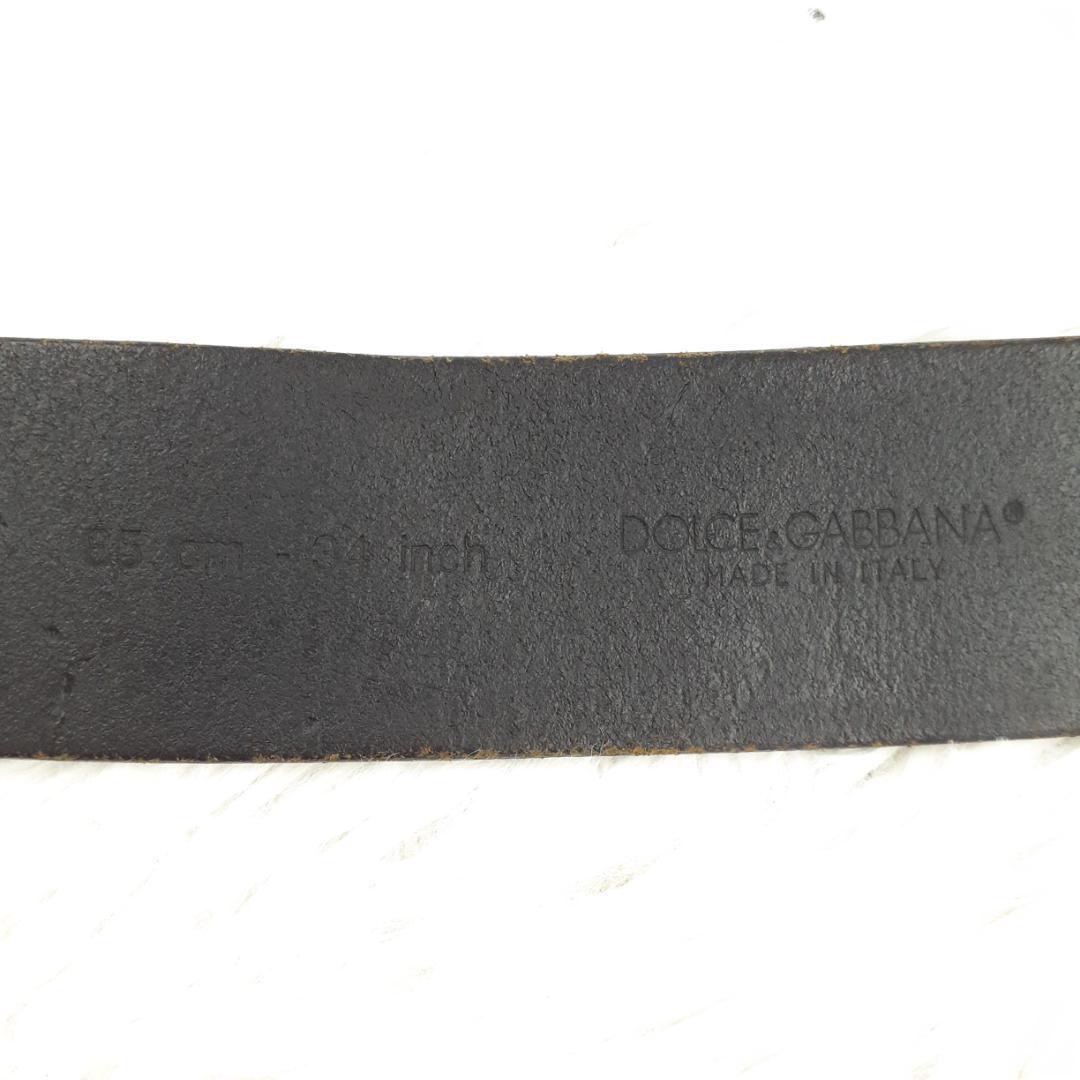 85 cm - 34 inch
DOLCE&GABBANA
MADE IN ITALY